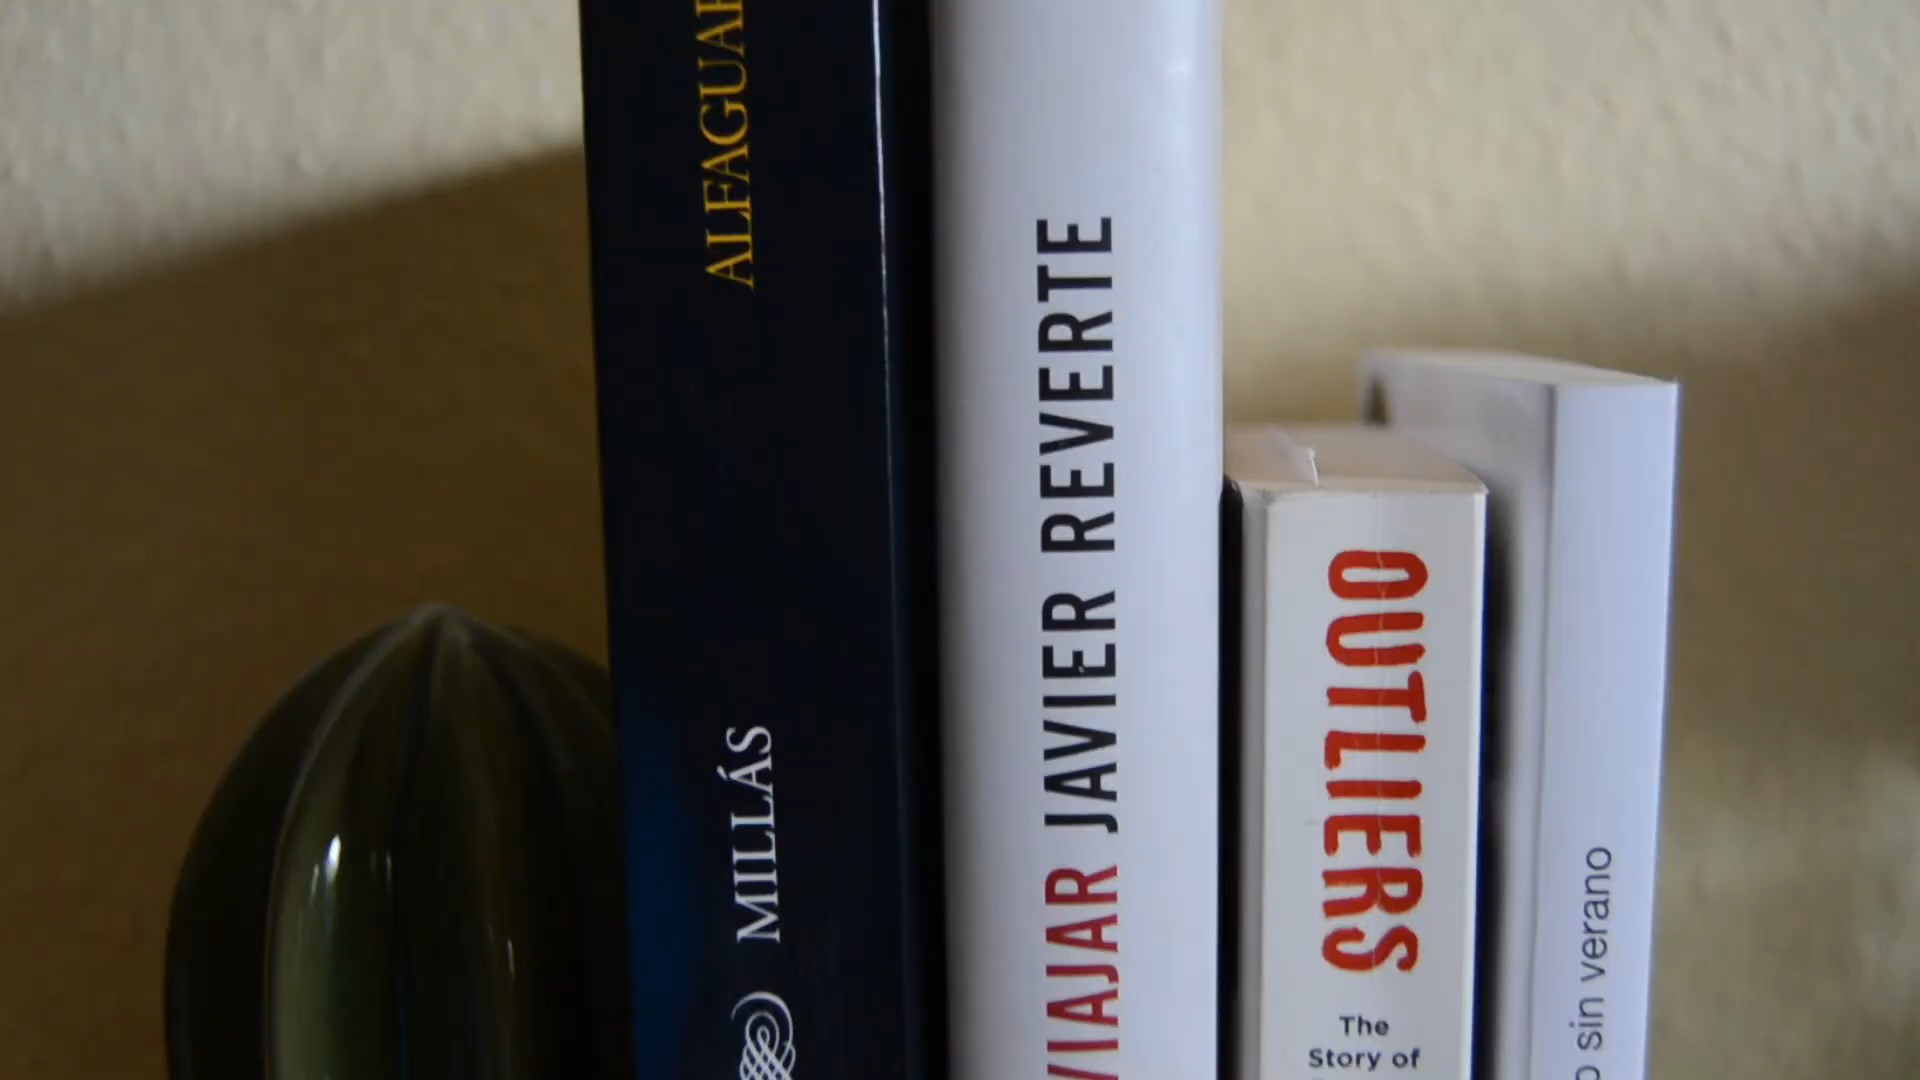 ALFAGUAR
MILLÁS
VIAJAR JAVIER REVERTE
OUTLIERS
The
Story of
sin verano